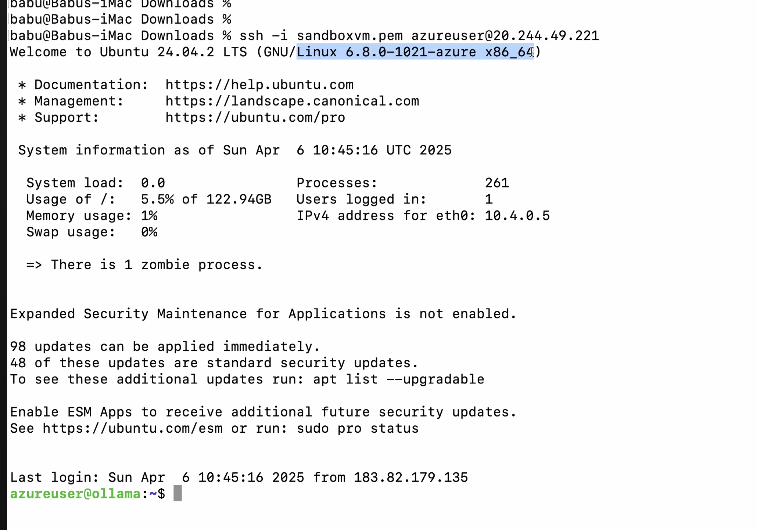 babu@Babus-iMac Downloads %
babu@Babus-iMac Downloads %
babu@Babus-iMac Downloads % ssh -i sandboxvm.pem azureuser@20.244.49.221
Welcome to Ubuntu 24.04.2 LTS (GNU/Linux 6.8.0-1021-azure x86_64)
* Documentation:  https://help.ubuntu.com
* Management:     https://landscape.canonical.com
* Support:        https://ubuntu.com/pro
System information as of Sun Apr  6 10:45:16 UTC 2025
System load:  0.0                Processes:             261
Usage of /:   5.5% of 122.94GB   Users logged in:       1
Memory usage: 1%                 IPv4 address for eth0: 10.4.0.5
Swap usage:   0%
=> There is 1 zombie process.
Expanded Security Maintenance for Applications is not enabled.
98 updates can be applied immediately.
48 of these updates are standard security updates.
To see these additional updates run: apt list --upgradable
Enable ESM Apps to receive additional future security updates.
See https://ubuntu.com/esm or run: sudo pro status
Last login: Sun Apr  6 10:45:16 2025 from 183.82.179.135
azureuser@ollama:~$